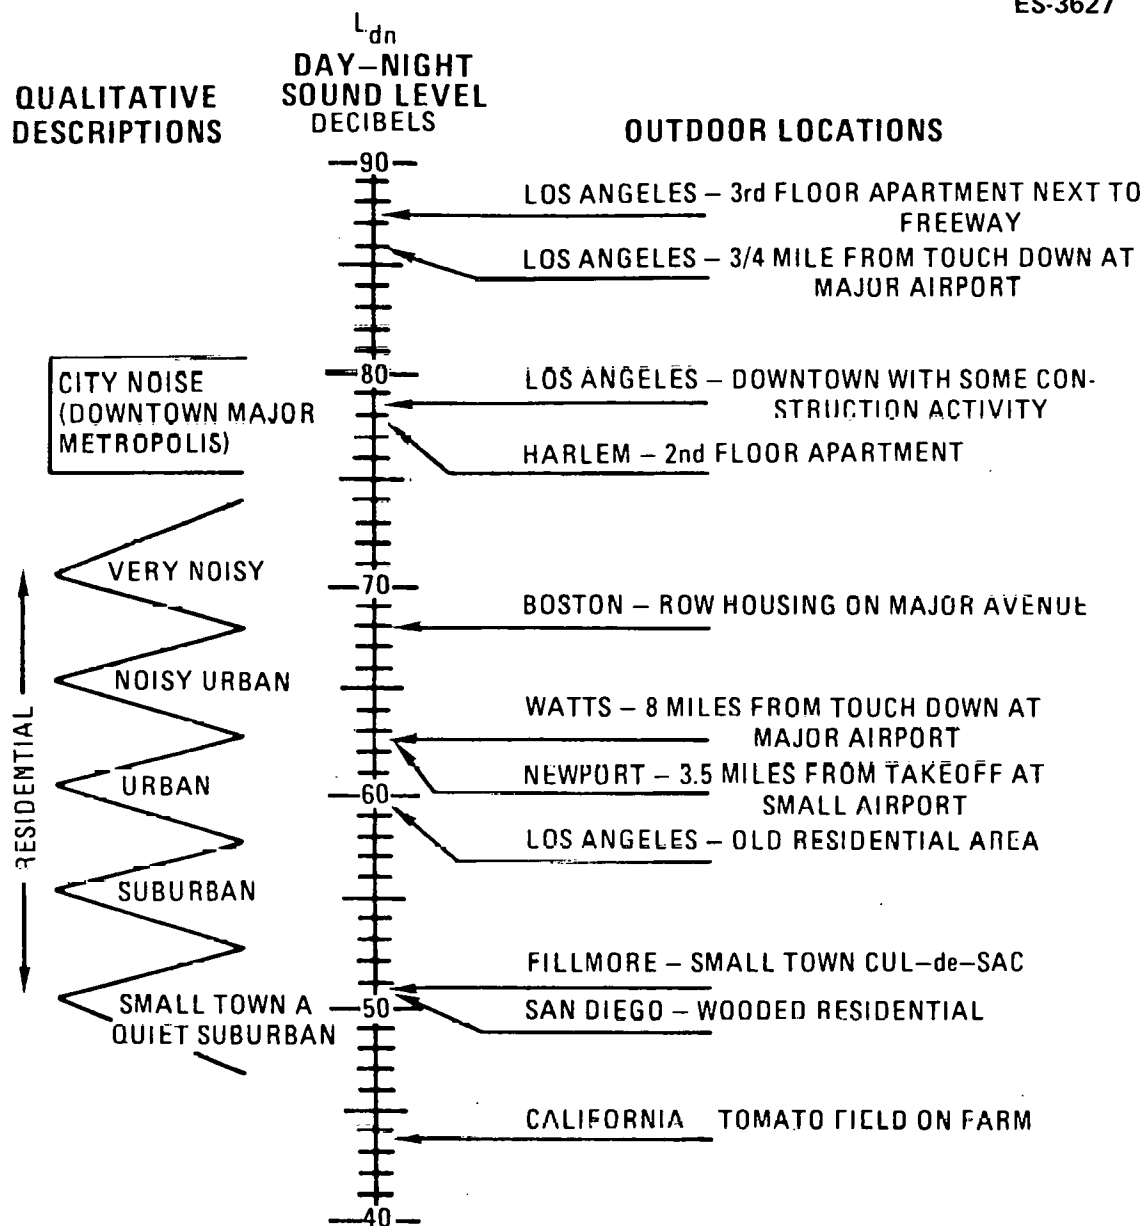 ES-3627
Ldn
DAY–NIGHT
SOUND LEVEL
DECIBELS
QUALITATIVE
DESCRIPTIONS
OUTDOOR LOCATIONS
90
LOS ANGELES – 3rd FLOOR APARTMENT NEXT TO
FREEWAY
LOS ANGELES – 3/4 MILE FROM TOUCH DOWN AT
MAJOR AIRPORT
80
CITY NOISE
(DOWNTOWN MAJOR
METROPOLIS)
LOS ANGELES – DOWNTOWN WITH SOME CON-
STRUCTION ACTIVITY
HARLEM – 2nd FLOOR APARTMENT
VERY NOISY
70
BOSTON – ROW HOUSING ON MAJOR AVENUE
NOISY URBAN
RESIDENTIAL
WATTS – 8 MILES FROM TOUCH DOWN AT
MAJOR AIRPORT
NEWPORT – 3.5 MILES FROM TAKEOFF AT
SMALL AIRPORT
URBAN
60
LOS ANGELES – OLD RESIDENTIAL AREA
SUBURBAN
FILLMORE – SMALL TOWN CUL–de–SAC
SAN DIEGO – WOODED RESIDENTIAL
SMALL TOWN A
QUIET SUBURBAN
50
CALIFORNIA TOMATO FIELD ON FARM
40